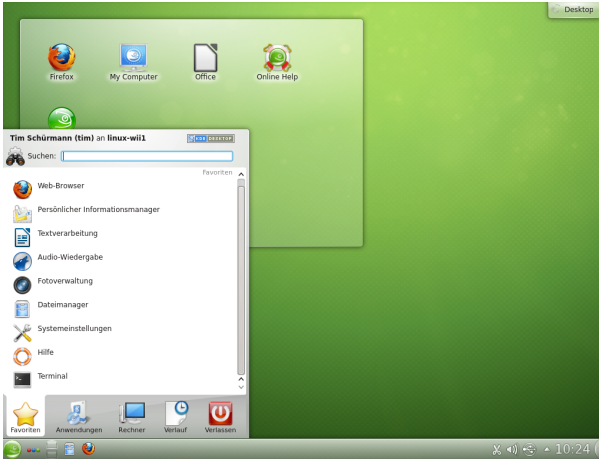 Desktop
Firefox
My Computer
Office
Online Help
Tim Schürmann (tim) an linux-wii1
KDE DESKTOP
Suchen:
Favoriten
Web-Browser
Persönlicher Informationsmanager
Textverarbeitung
Audio-Wiedergabe
Fotoverwaltung
Dateimanager
Systemeinstellungen
Hilfe
Terminal
Favoriten
Anwendungen
Rechner
Verlauf
Verlassen
10:24